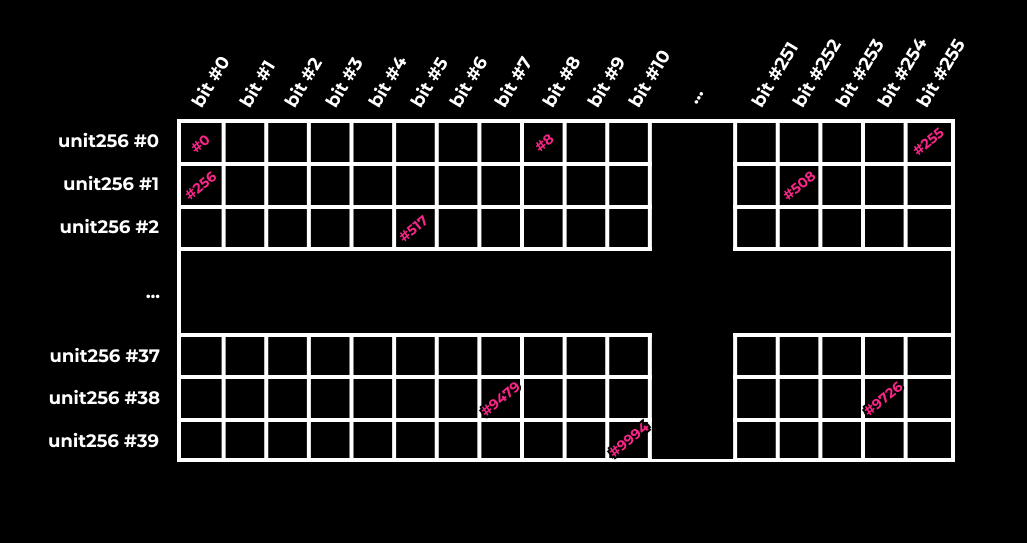 bit #0 bit #1 bit #2 bit #3 bit #4 bit #5 bit #6 bit #7 bit #8 bit #9 bit #10 ... bit #251 bit #252 bit #253 bit #254 bit #255
unit256 #0 #0 #8 #255
unit256 #1 #256 #508
unit256 #2 #517
...
unit256 #37
unit256 #38 #9479 #9726
unit256 #39 #9994